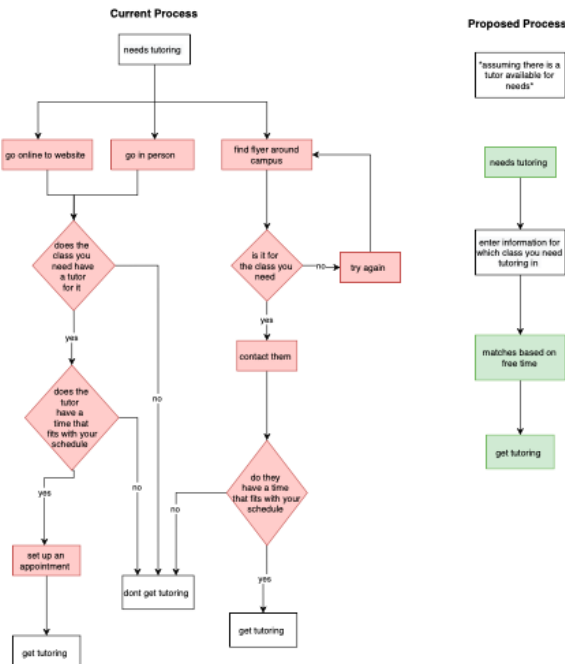 Current Process
Proposed Process
needs tutoring
"assuming there is a
tutor available for
needs"
go online to website
go in person
find flyer around
campus
needs tutoring
does the
class you
need have
a tutor
for it
is it for
the class you
need
no
try again
enter information for
which class you need
tutoring in
yes
yes
contact them
matches based on
free time
does the
tutor
have a
time that
fits with your
schedule
no
get tutoring
do they
have a time
that fits with your
schedule
yes
no
no
set up an
appointment
yes
dont get tutoring
get tutoring
get tutoring